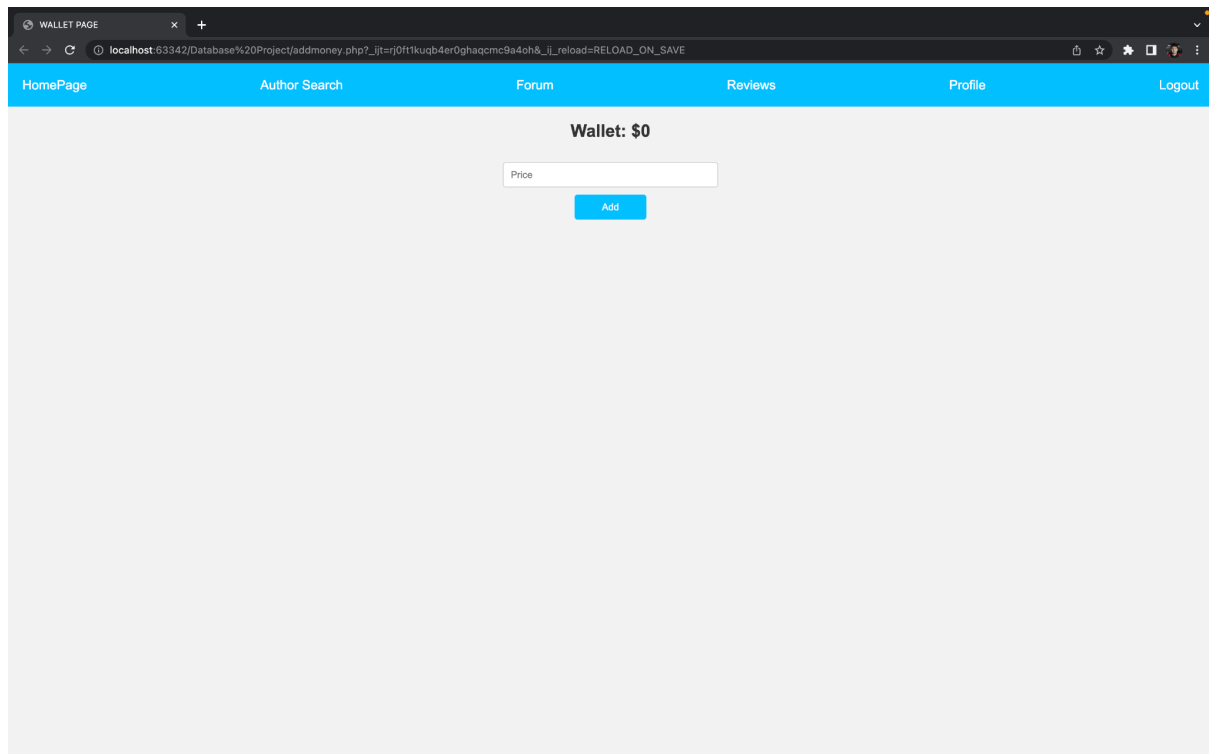 WALLET PAGE
localhost:63342/Database%20Project/addmoney.php?_ijt=rj0ft1kuqb4er0ghaqcmc9a4oh&_ij_reload=RELOAD_ON_SAVE
HomePage Author Search Forum Reviews Profile Logout
Wallet: $0
Price
Add